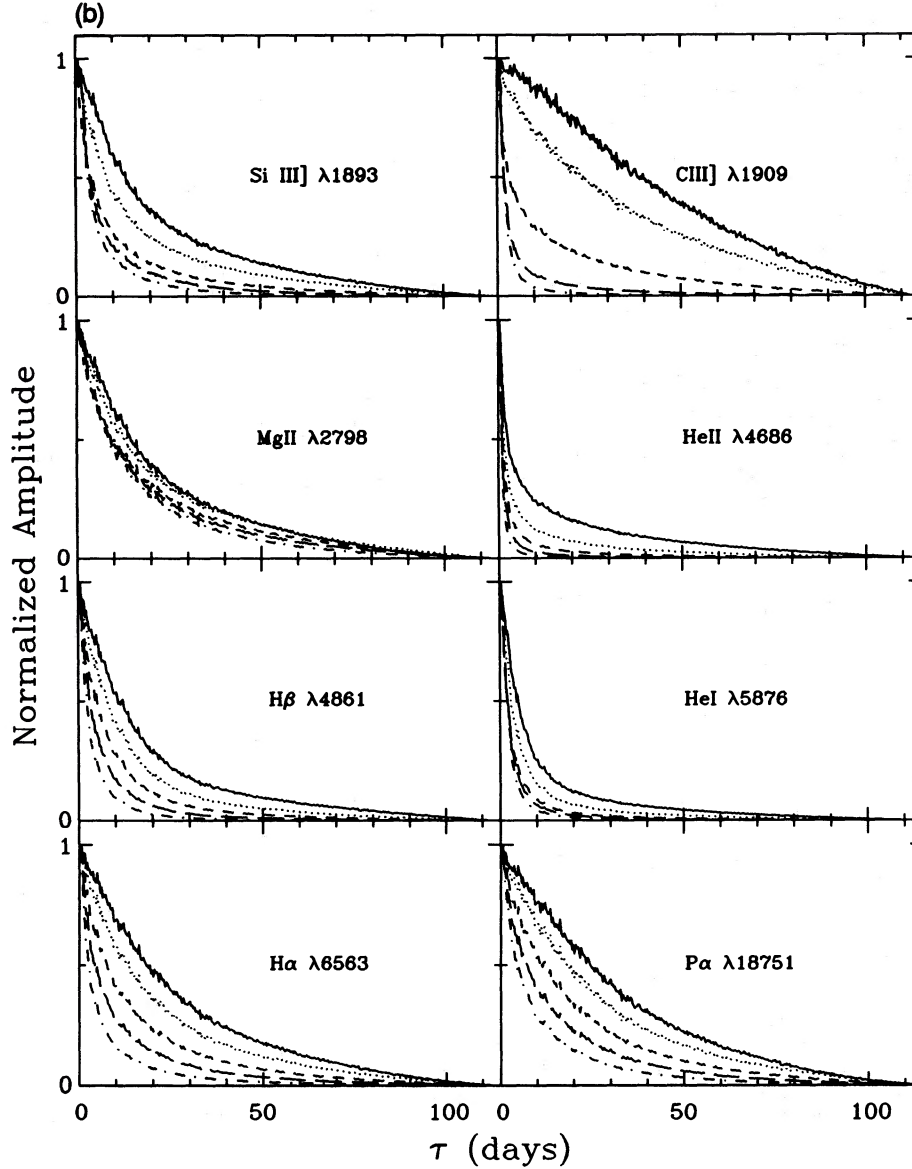 (b)
1
Si III] λ1893
CIII] λ1909
0
1
MgII λ2798
HeII λ4686
0
1
Hβ λ4861
HeI λ5876
0
1
Hα λ6563
Pα λ18751
0
0 50 100 0 50 100
Normalized Amplitude
τ (days)